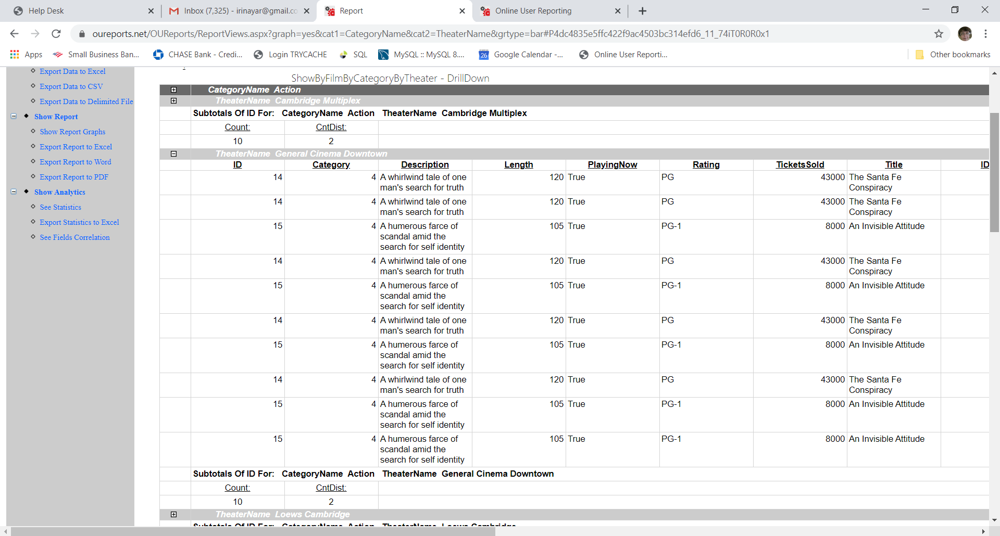 Help Desk
Inbox (7,325) - irinayar@gmail.co
Report
Online User Reporting
oureports.net/OUReports/ReportViews.aspx?graph=yes&cat1=CategoryName&cat2=TheaterName&grtype=bar#P4dc4835e5ffc422f9ac4503bc314efd6_11_74iT0R0R0x1
Apps
Small Business Ban...
CHASE Bank - Credi...
Login TRYCACHE
SQL
MySQL :: MySQL 8....
26
Google Calendar -...
Online User Reporti...
Other bookmarks
Export Data to Excel
Export Data to CSV
Export Data to Delimited File
Show Report
Show Report Graphs
Export Report to Excel
Export Report to Word
Export Report to PDF
Show Analytics
See Statistics
Export Statistics to Excel
See Fields Correlation
ShowByFilmByCategoryByTheater - DrillDown
CategoryName Action
TheaterName Cambridge Multiplex
Subtotals Of ID For: CategoryName Action TheaterName Cambridge Multiplex
Count: CntDist:
10 2
TheaterName General Cinema Downtown
ID Category Description Length PlayingNow Rating TicketsSold Title ID
14 4 A whirlwind tale of one 120 True PG 43000 The Santa Fe
man's search for truth Conspiracy
14 4 A whirlwind tale of one 120 True PG 43000 The Santa Fe
man's search for truth Conspiracy
15 4 A humerous farce of 105 True PG-1 8000 An Invisible Attitude
scandal amid the
search for self identity
14 4 A whirlwind tale of one 120 True PG 43000 The Santa Fe
man's search for truth Conspiracy
15 4 A humerous farce of 105 True PG-1 8000 An Invisible Attitude
scandal amid the
search for self identity
14 4 A whirlwind tale of one 120 True PG 43000 The Santa Fe
man's search for truth Conspiracy
15 4 A humerous farce of 105 True PG-1 8000 An Invisible Attitude
scandal amid the
search for self identity
14 4 A whirlwind tale of one 120 True PG 43000 The Santa Fe
man's search for truth Conspiracy
15 4 A humerous farce of 105 True PG-1 8000 An Invisible Attitude
scandal amid the
search for self identity
15 4 A humerous farce of 105 True PG-1 8000 An Invisible Attitude
scandal amid the
search for self identity
Subtotals Of ID For: CategoryName Action TheaterName General Cinema Downtown
Count: CntDist:
10 2
TheaterName Loews Cambridge
Subtotals Of ID For: CategoryName Action TheaterName Loews Cambridge